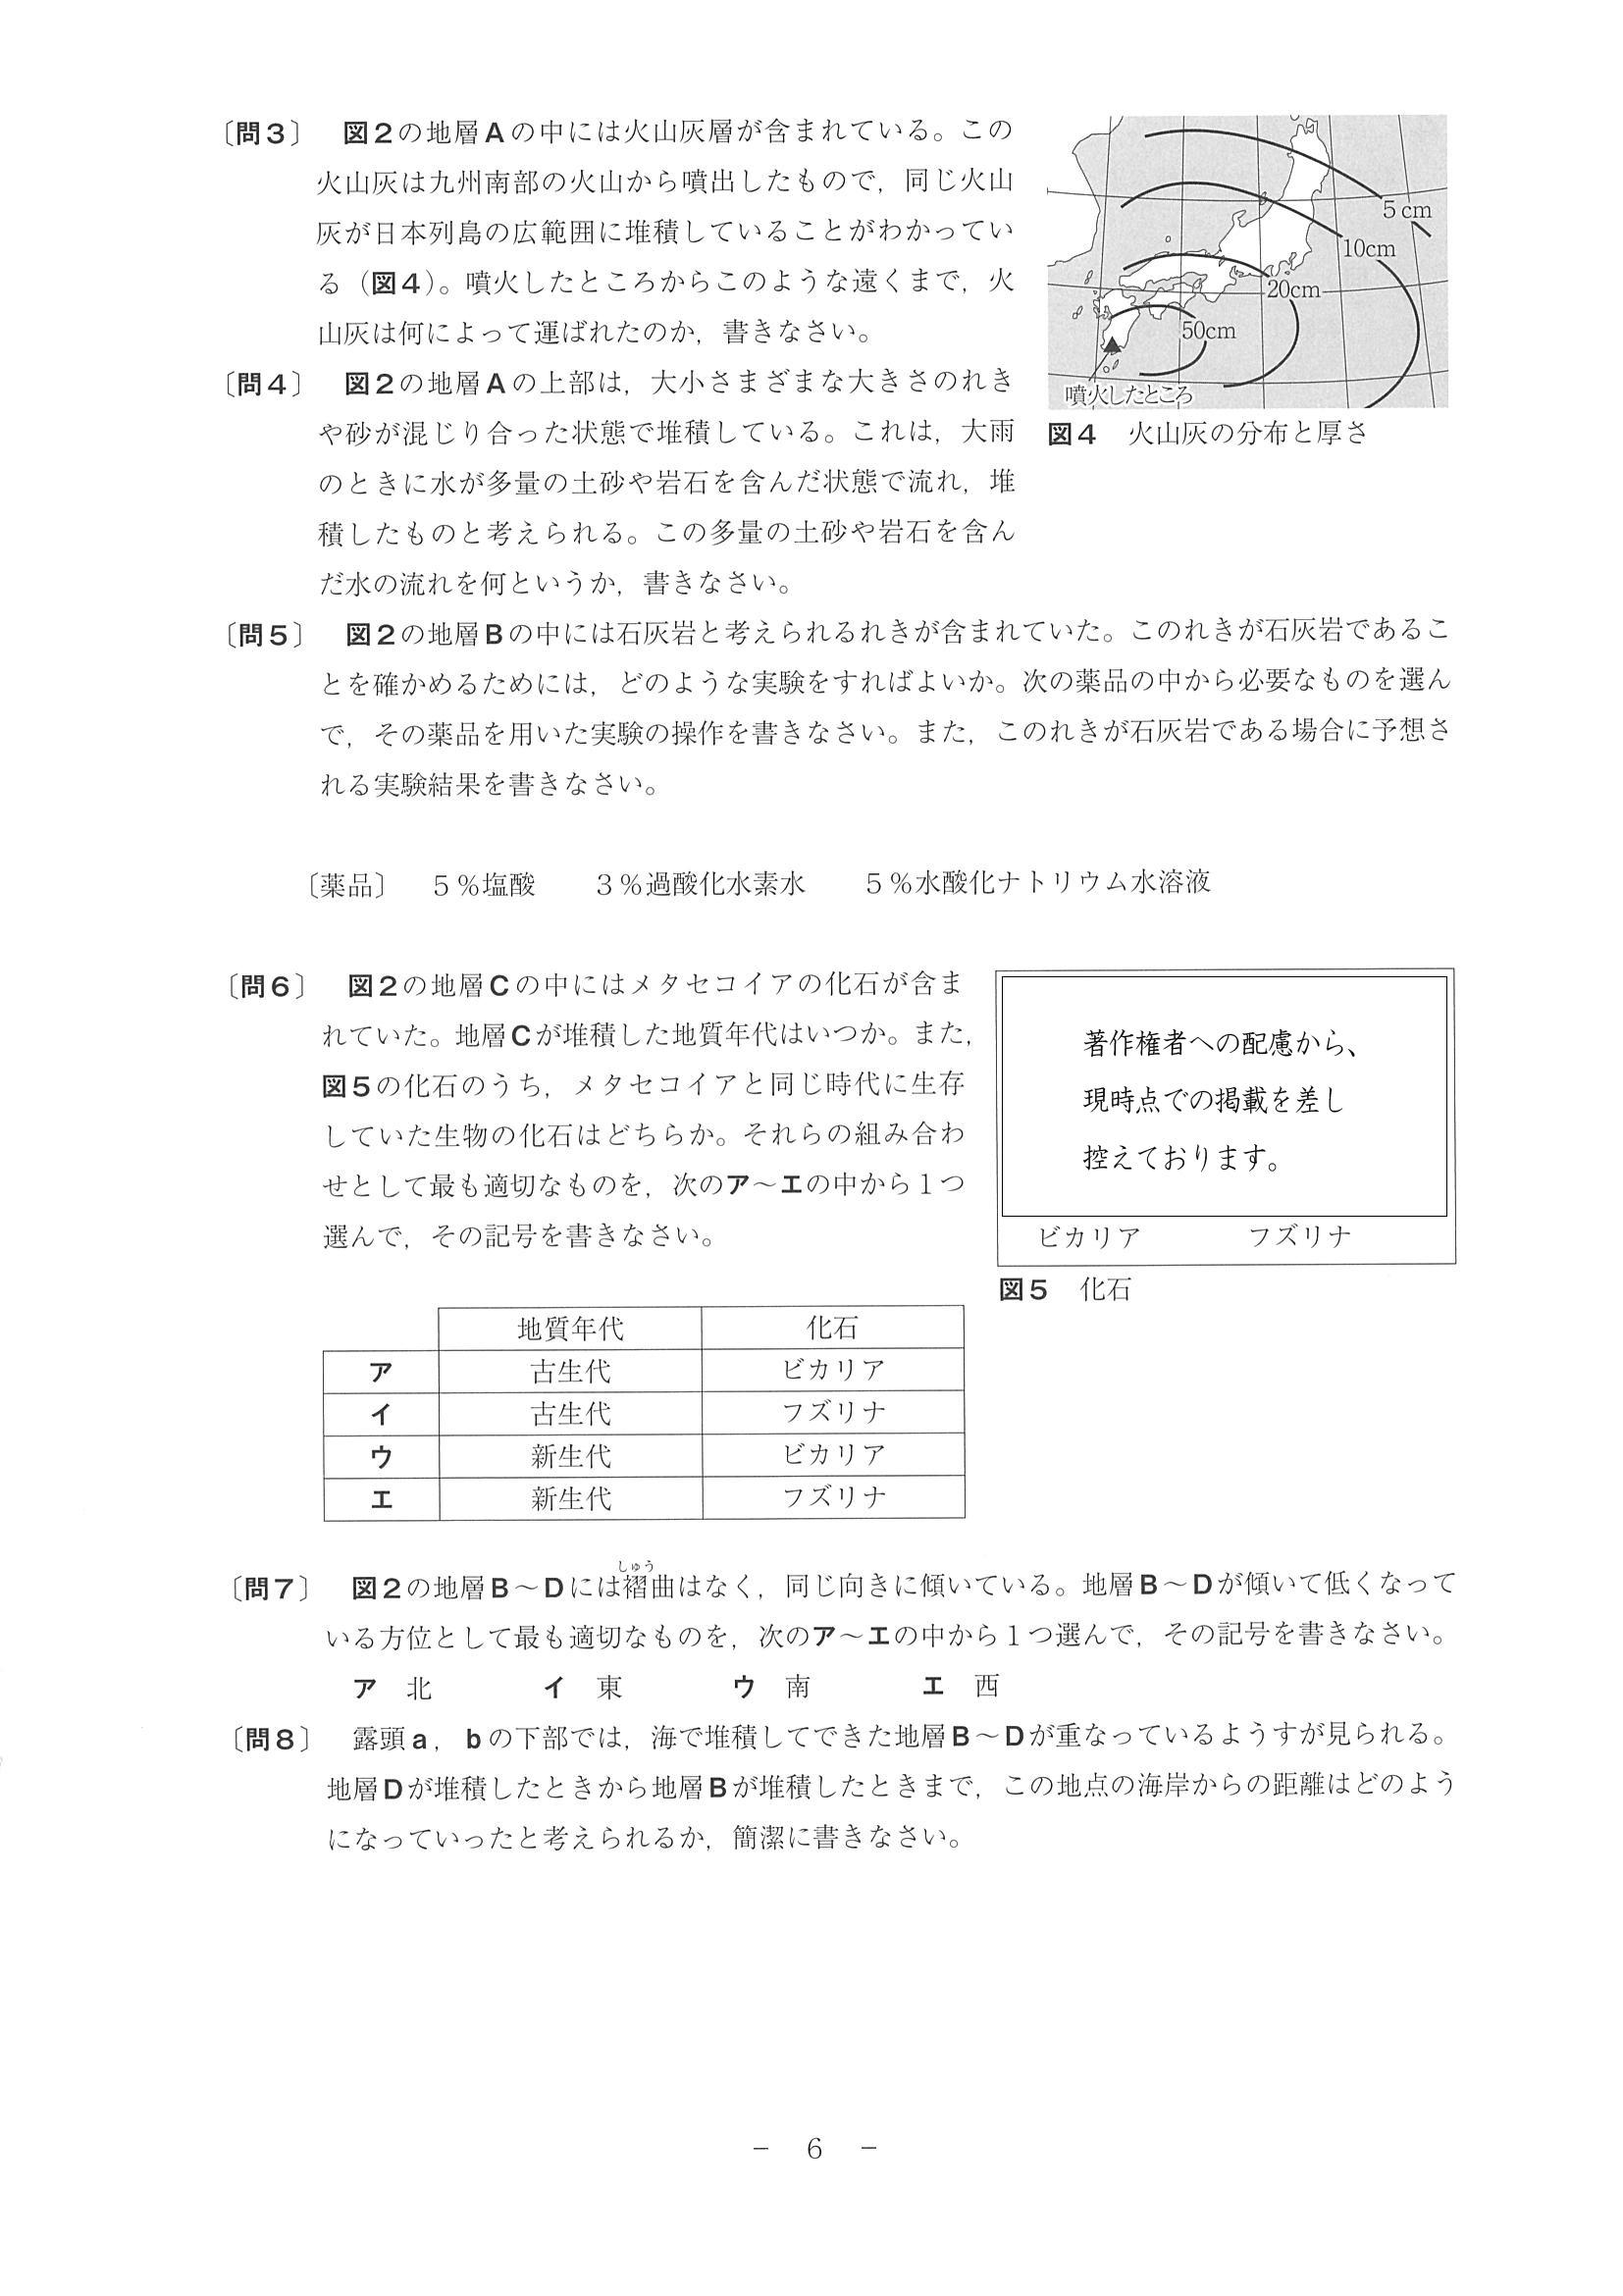 〔問3〕　図2の地層Aの中には火山灰層が含まれている。この
火山灰は九州南部の火山から噴出したもので，同じ火山
灰が日本列島の広範囲に堆積していることがわかってい
る（図4）。噴火したところからこのような遠くまで，火
山灰は何によって運ばれたのか，書きなさい。
5cm
10cm
20cm
50cm
噴火したところ
図4　火山灰の分布と厚さ
〔問4〕　図2の地層Aの上部は，大小さまざまな大きさのれき
や砂が混じり合った状態で堆積している。これは，大雨
のときに水が多量の土砂や岩石を含んだ状態で流れ，堆
積したものと考えられる。この多量の土砂や岩石を含ん
だ水の流れを何というか，書きなさい。
〔問5〕　図2の地層Bの中には石灰岩と考えられるれきが含まれていた。このれきが石灰岩であるこ
とを確かめるためには，どのような実験をすればよいか。次の薬品の中から必要なものを選ん
で，その薬品を用いた実験の操作を書きなさい。また，このれきが石灰岩である場合に予想さ
れる実験結果を書きなさい。
〔薬品〕　5％塩酸　　3％過酸化水素水　　5％水酸化ナトリウム水溶液
〔問6〕　図2の地層Cの中にはメタセコイアの化石が含ま
れていた。地層Cが堆積した地質年代はいつか。また，
図5の化石のうち，メタセコイアと同じ時代に生存
していた生物の化石はどちらか。それらの組み合わ
せとして最も適切なものを，次のア～エの中から1つ
選んで，その記号を書きなさい。
著作権者への配慮から、
現時点での掲載を差し
控えております。
ビカリア　フズリナ
図5　化石
地質年代　化石
ア　古生代　ビカリア
イ　古生代　フズリナ
ウ　新生代　ビカリア
エ　新生代　フズリナ
しゅう
〔問7〕　図2の地層B～Dには褶曲はなく，同じ向きに傾いている。地層B～Dが傾いて低くなって
いる方位として最も適切なものを，次のア～エの中から1つ選んで，その記号を書きなさい。
ア　北　　イ　東　　ウ　南　　エ　西
〔問8〕　露頭a，bの下部では，海で堆積してできた地層B～Dが重なっているようすが見られる。
地層Dが堆積したときから地層Bが堆積したときまで，この地点の海岸からの距離はどのよう
になっていったと考えられるか，簡潔に書きなさい。
－　6　－